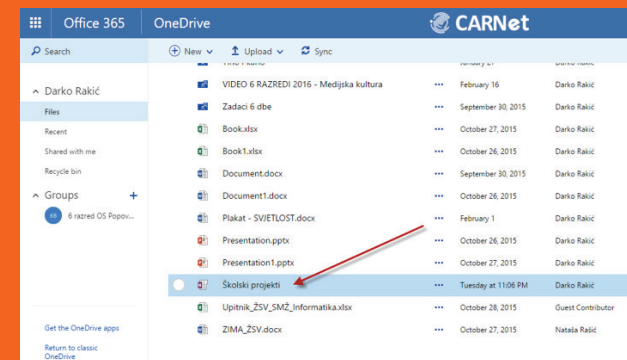 Office 365 OneDrive CARNet
Search New Upload Sync
VIDEO 6 RAZREDI 2016 - Medijska kultura ... February 16 Darko Rakić
Darko Rakić
Zadaci 6 dbe ... September 30, 2015 Darko Rakić
Files
Recent Book.xlsx ... October 27, 2015 Darko Rakić
Shared with me Book1.xlsx ... October 26, 2015 Darko Rakić
Recycle bin Document.docx ... September 30, 2015 Darko Rakić
Groups + Document1.docx ... October 26, 2015 Darko Rakić
6 razred OS Popov... Plakat - SVJETLOST.docx ... February 1 Darko Rakić
Presentation.pptx ... October 26, 2015 Darko Rakić
Presentation1.pptx ... October 27, 2015 Darko Rakić
Školski projekti ... Tuesday at 11:06 PM Darko Rakić
Upitnik_ŽSV_SMŽ_Informatika.xlsx ... October 28, 2015 Guest Contributor
Get the OneDrive apps ZIMA_ŽSV.docx ... October 27, 2015 Nataša Rašić
Return to classic
OneDrive